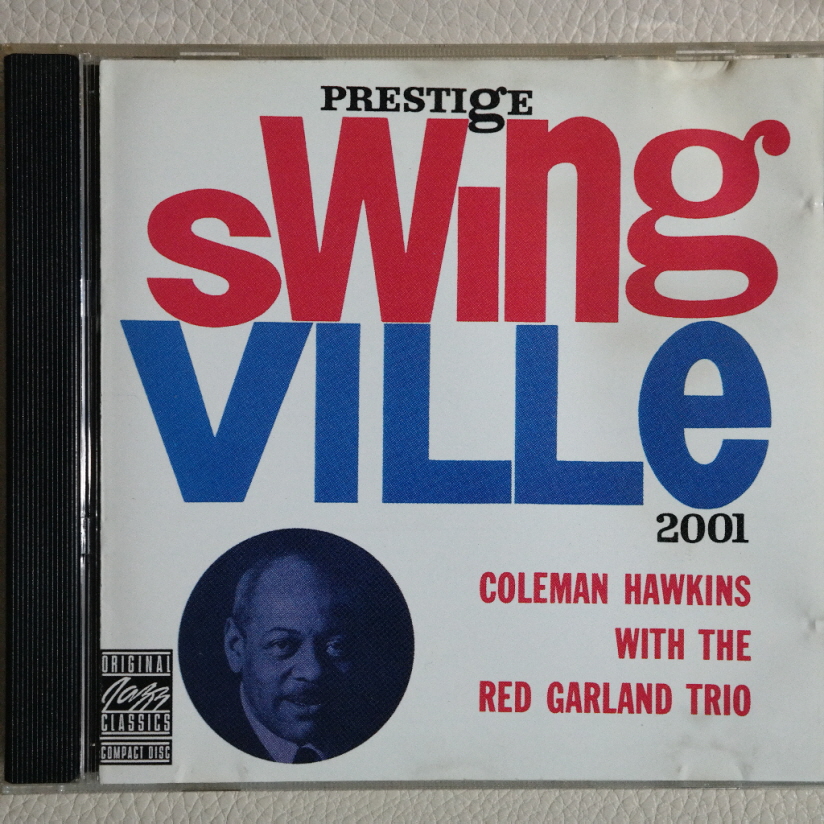 PRESTIgE
sWing
VILLe
2001
COLEMAN HAWKINS
WITH THE
RED GARLAND TRIO
ORIGINAL
Jazz
CLASSICS
COMPACT DISC